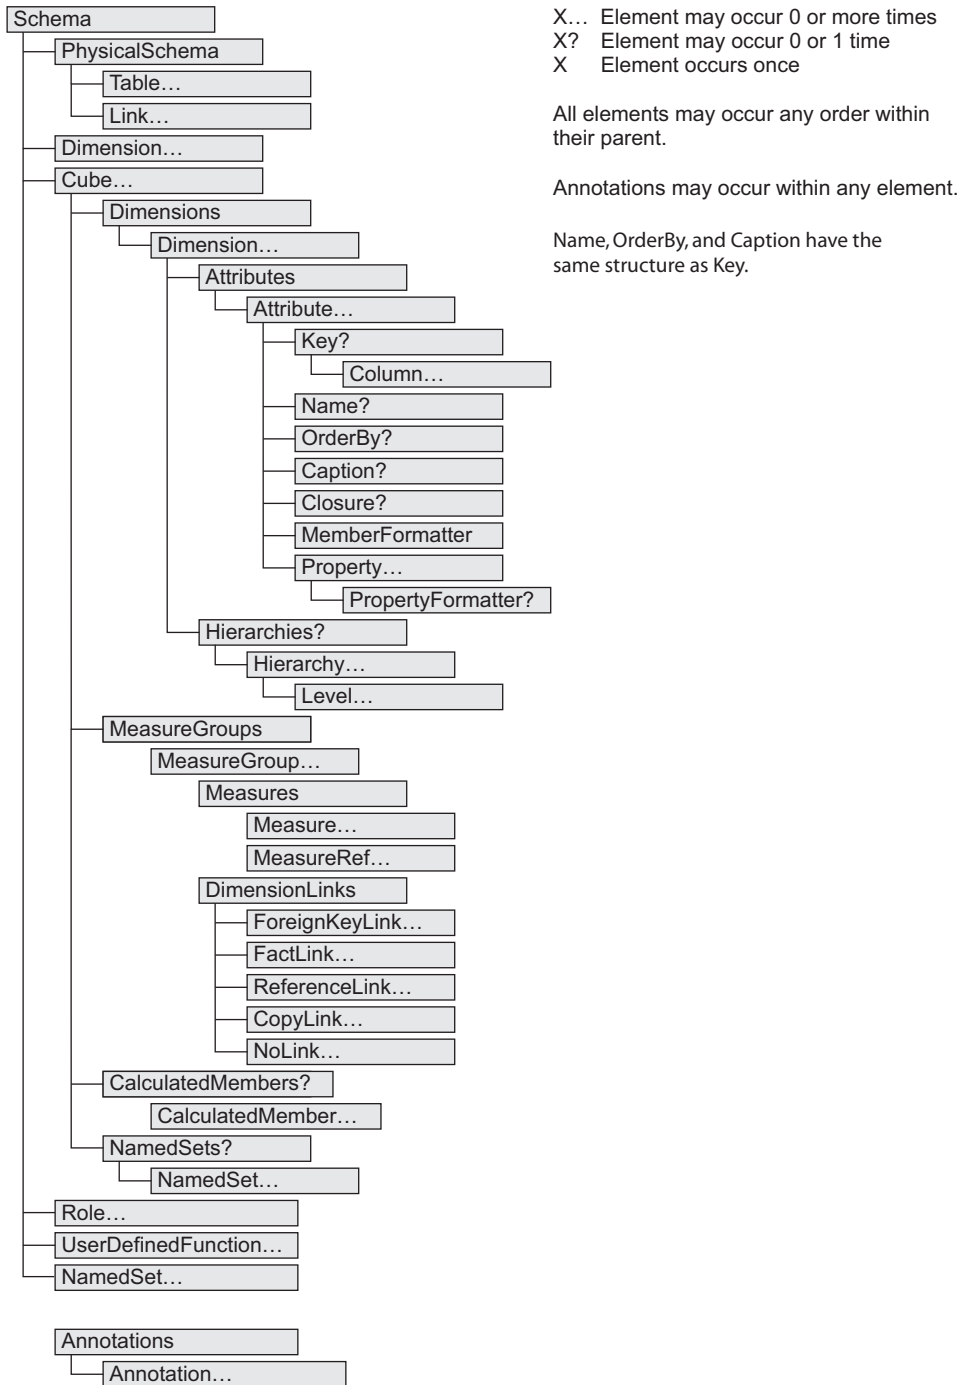 Schema
PhysicalSchema
Table…
Link…
Dimension…
Cube…
Dimensions
Dimension…
Attributes
Attribute…
Key?
Column…
Name?
OrderBy?
Caption?
Closure?
MemberFormatter
Property…
PropertyFormatter?
Hierarchies?
Hierarchy…
Level…
MeasureGroups
MeasureGroup…
Measures
Measure…
MeasureRef…
DimensionLinks
ForeignKeyLink…
FactLink…
ReferenceLink…
CopyLink…
NoLink…
CalculatedMembers?
CalculatedMember…
NamedSets?
NamedSet…
Role…
UserDefinedFunction…
NamedSet…
Annotations
Annotation…
X… Element may occur 0 or more times
X? Element may occur 0 or 1 time
X Element occurs once
All elements may occur any order within
their parent.
Annotations may occur within any element.
Name, OrderBy, and Caption have the
same structure as Key.